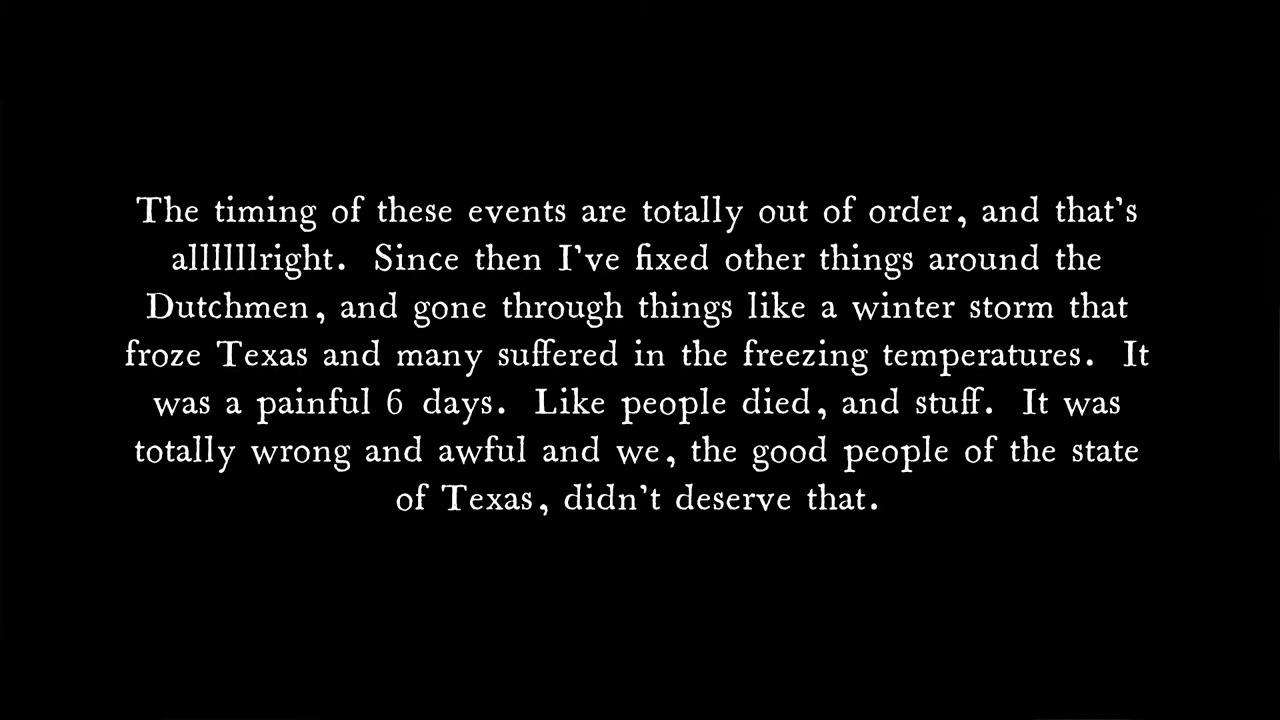 The timing of these events are totally out of order, and that's
allllllright.  Since then I've fixed other things around the
Dutchmen, and gone through things like a winter storm that
froze Texas and many suffered in the freezing temperatures.  It
was a painful 6 days.  Like people died, and stuff.  It was
totally wrong and awful and we, the good people of the state
of Texas, didn't deserve that.